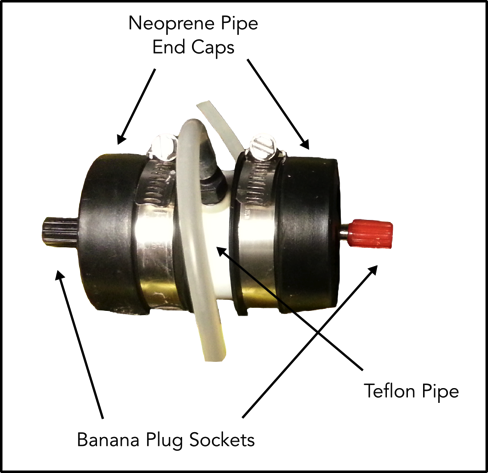 Neoprene Pipe
End Caps
Teflon Pipe
Banana Plug Sockets